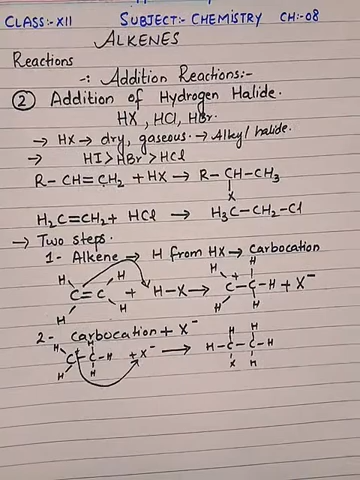 CLASS:- XII SUBJECT:- CHEMISTRY CH:-08
ALKENES
Reactions
-: Addition Reactions:-
② Addition of Hydrogen Halide.
HX, HCl, HBr.
→ HX → dry, gaseous. → Alkyl halide.
→ HI > HBr > HCl
R-CH=CH₂ + HX → R-CH-CH₃
X
H₂C=CH₂ + HCl → H₃C-CH₂-Cl
→ Two steps.
1- Alkene → H from HX → Carbocation
H H H H
C=C + H-X → C⁺-C-H + X⁻
H H H H
2- Carbocation + X⁻
H H H H
C⁺-C-H + X⁻ → H-C-C-H
H H X H